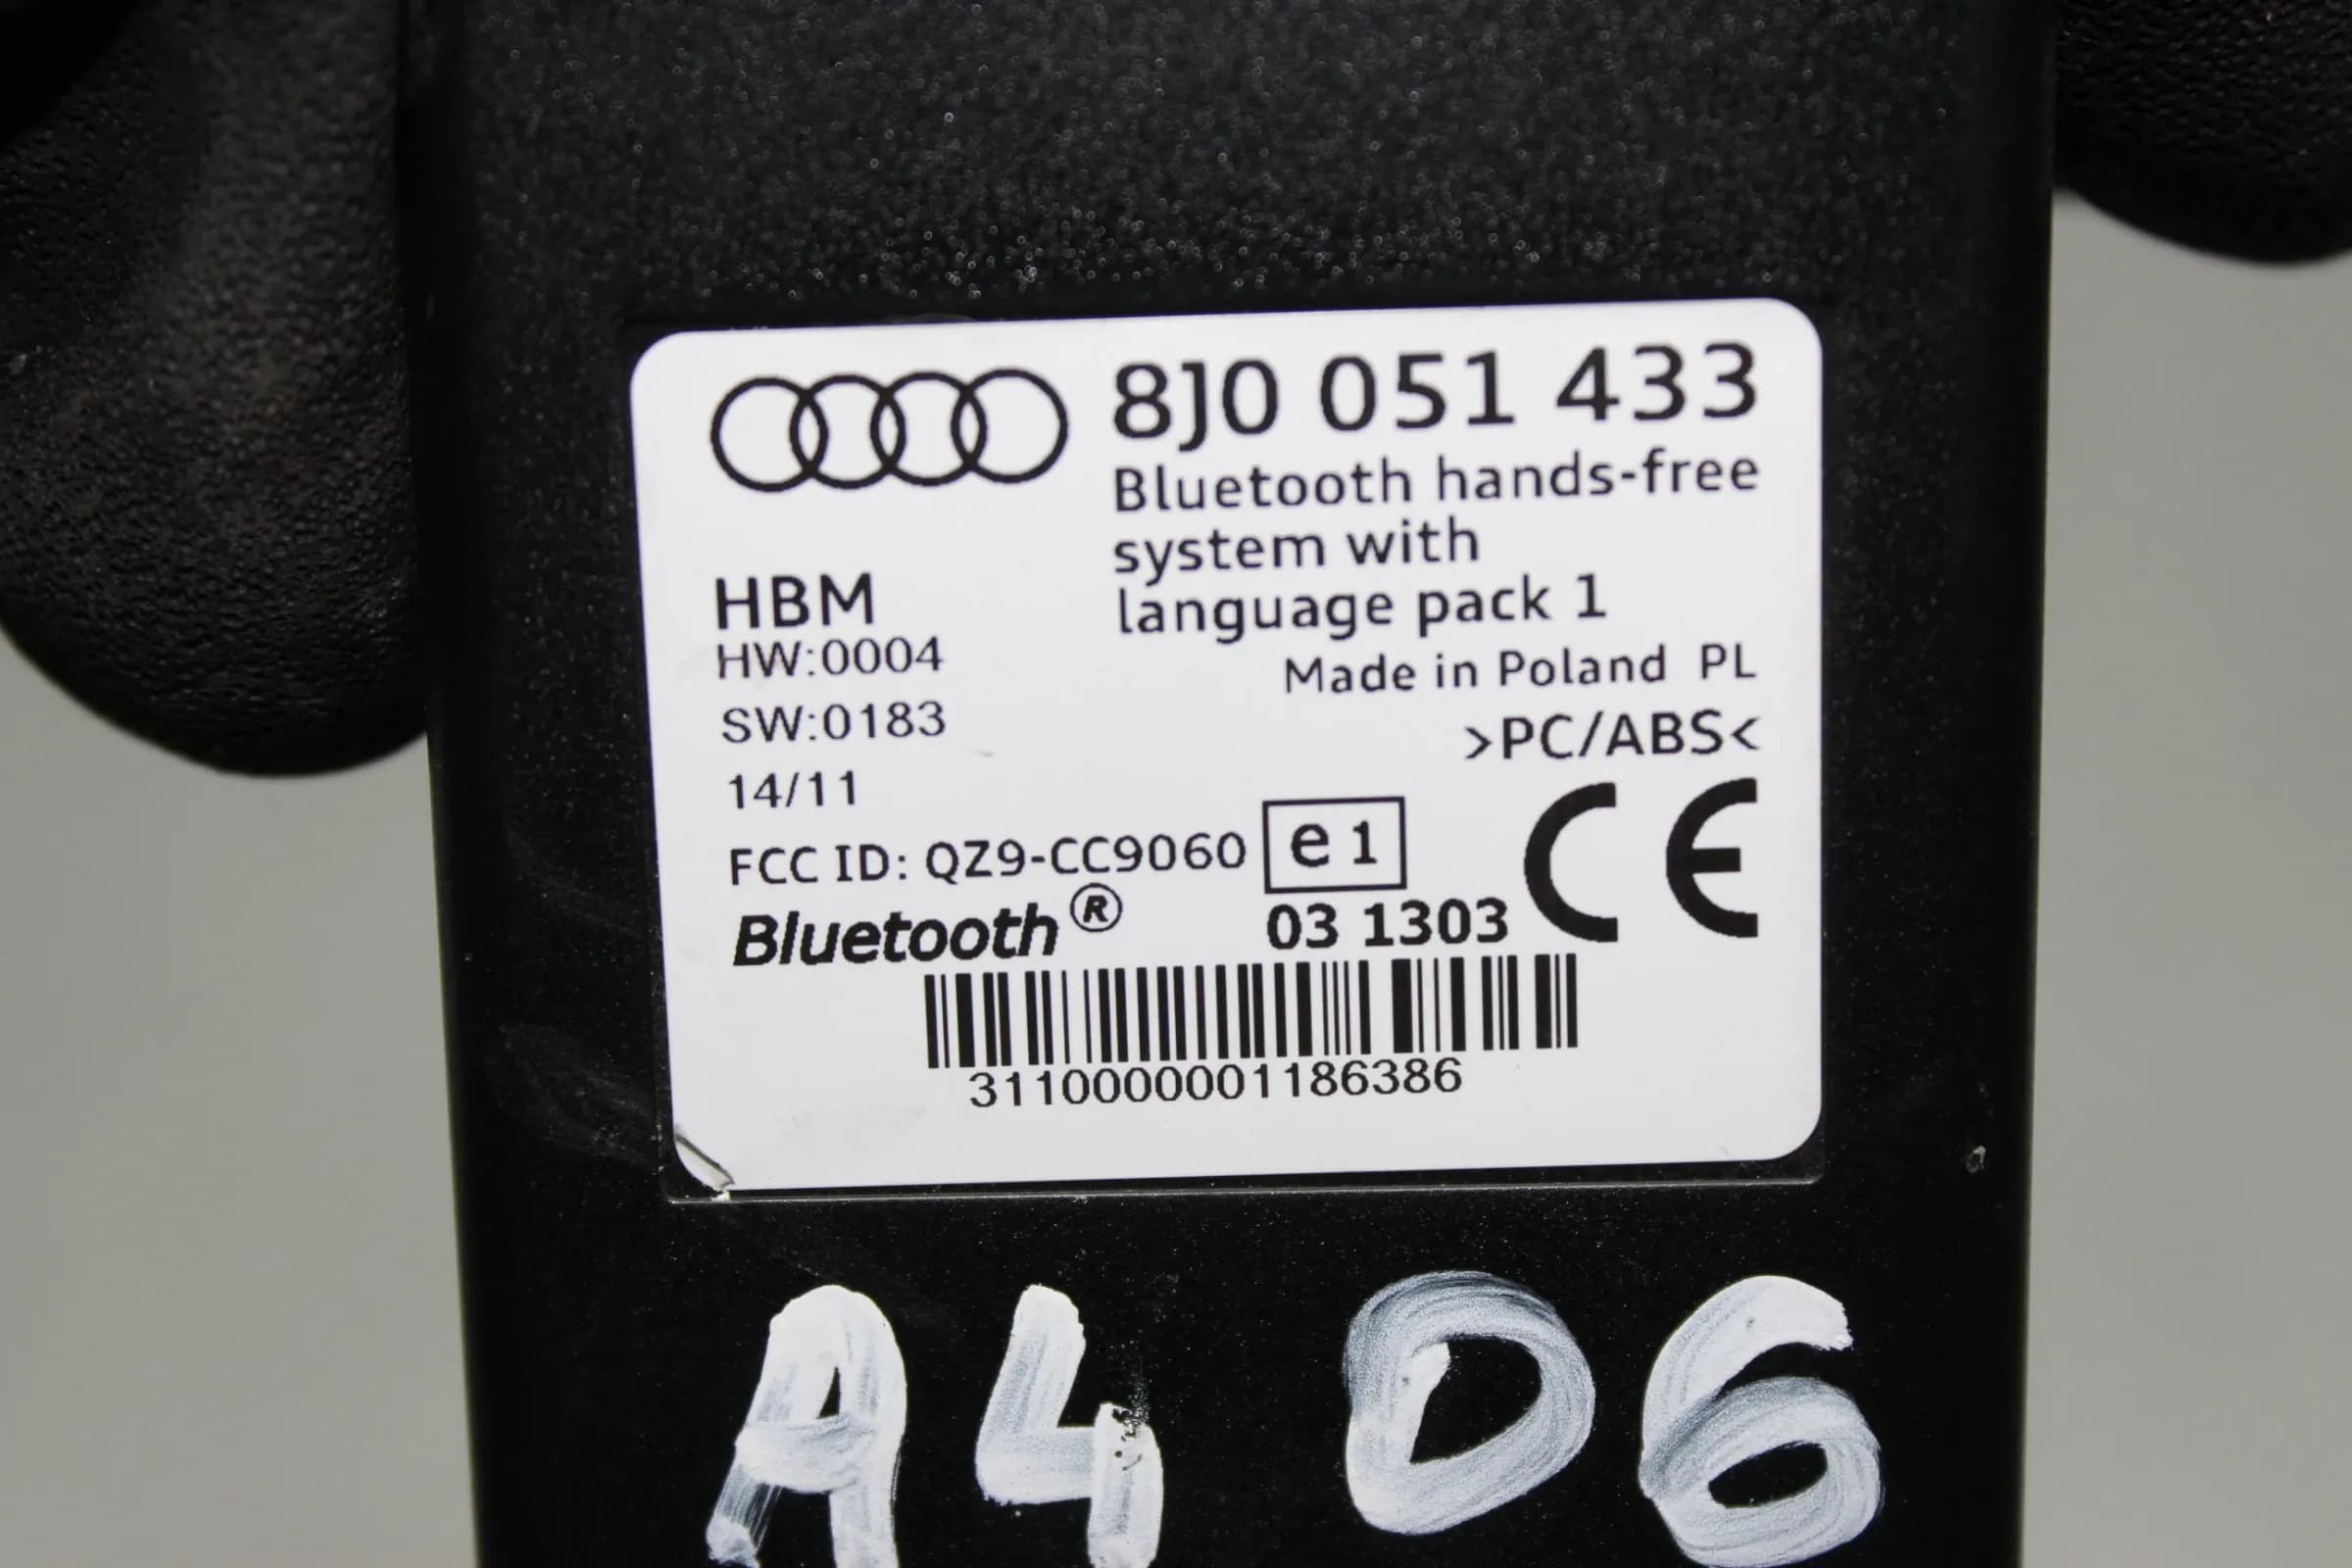 8J0 051 433
Bluetooth hands-free
system with
language pack 1
HBM
HW:0004
SW:0183
14/11
Made in Poland PL
>PC/ABS<
FCC ID: QZ9-CC9060
e1
CE
Bluetooth®
03 1303
3110000001186386
A4 06